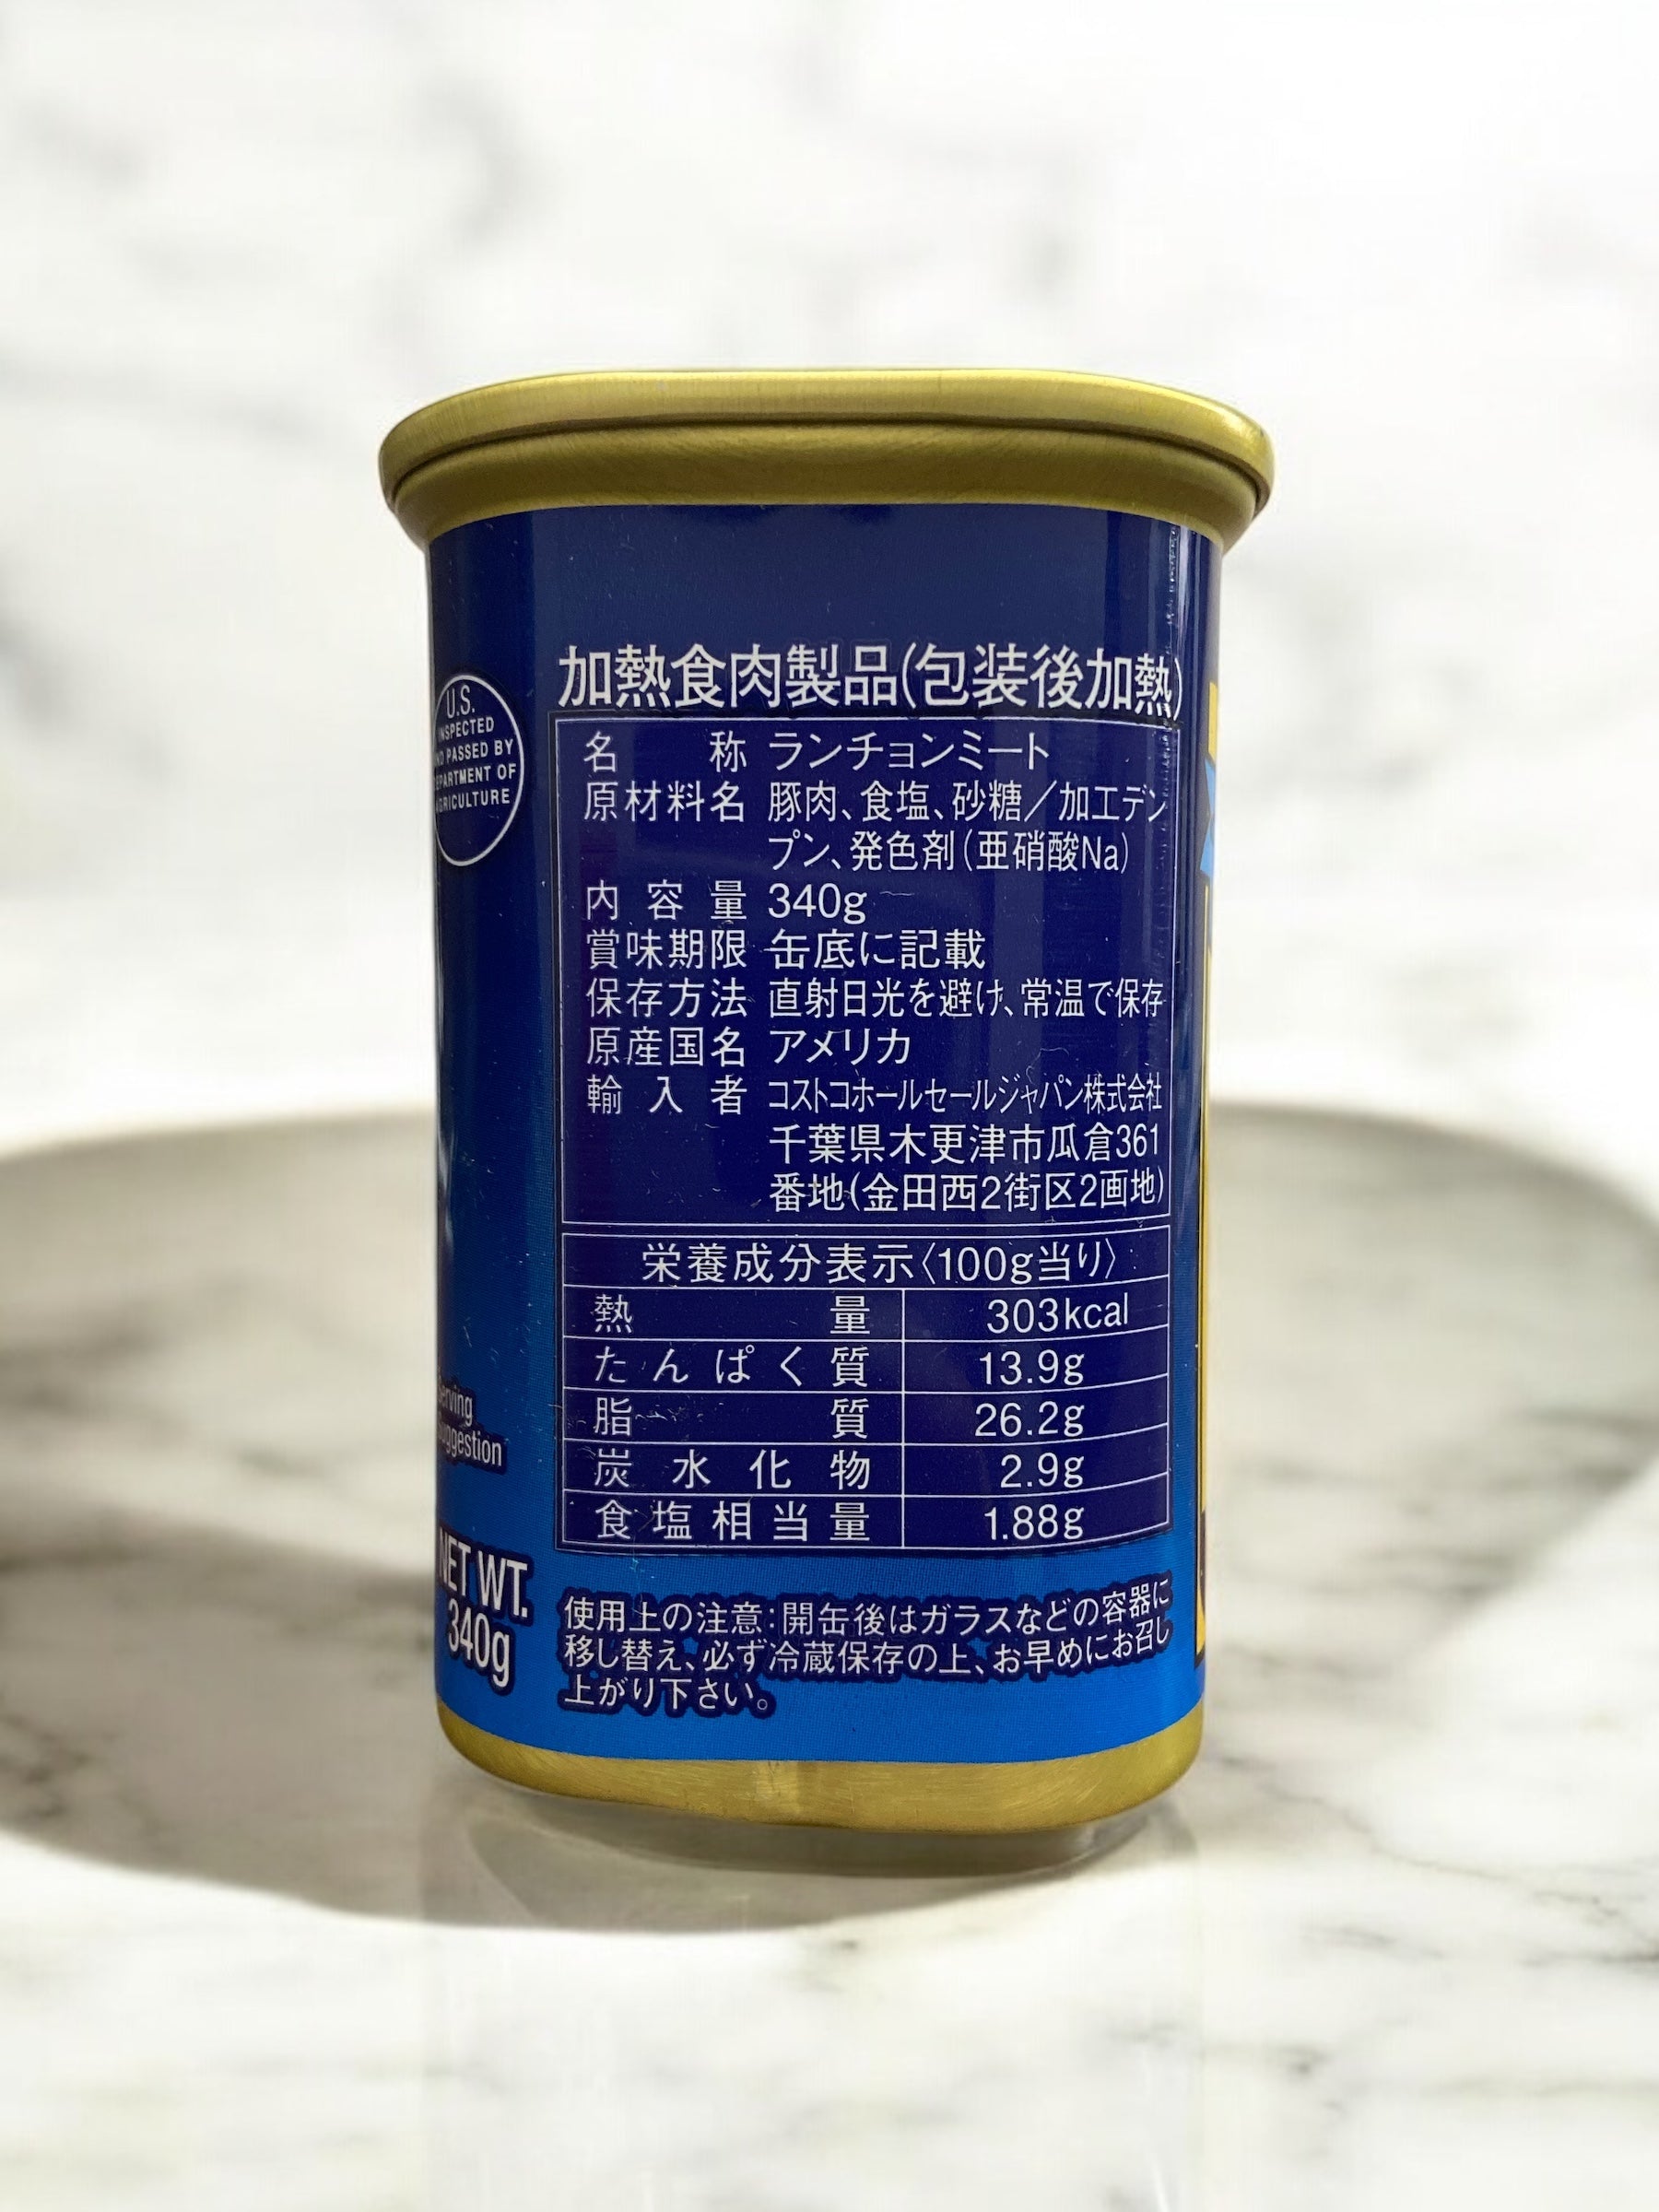 加熱食肉製品(包装後加熱)
名称 ランチョンミート
原材料名 豚肉、食塩、砂糖/加工デン
プン、発色剤(亜硝酸Na)
内容量 340g
賞味期限 缶底に記載
保存方法 直射日光を避け、常温で保存
原産国名 アメリカ
輸入者 コストコホールセールジャパン株式会社
千葉県木更津市瓜倉361
番地(金田西2街区2画地)
栄養成分表示〈100g当り〉
熱量 303kcal
たんぱく質 13.9g
脂質 26.2g
炭水化物 2.9g
食塩相当量 1.88g
使用上の注意:開缶後はガラスなどの容器に
移し替え、必ず冷蔵保存の上、お早めにお召し
上がり下さい。
U.S.
INSPECTED
AND PASSED BY
DEPARTMENT OF
AGRICULTURE
Serving
Suggestion
NET WT.
340g